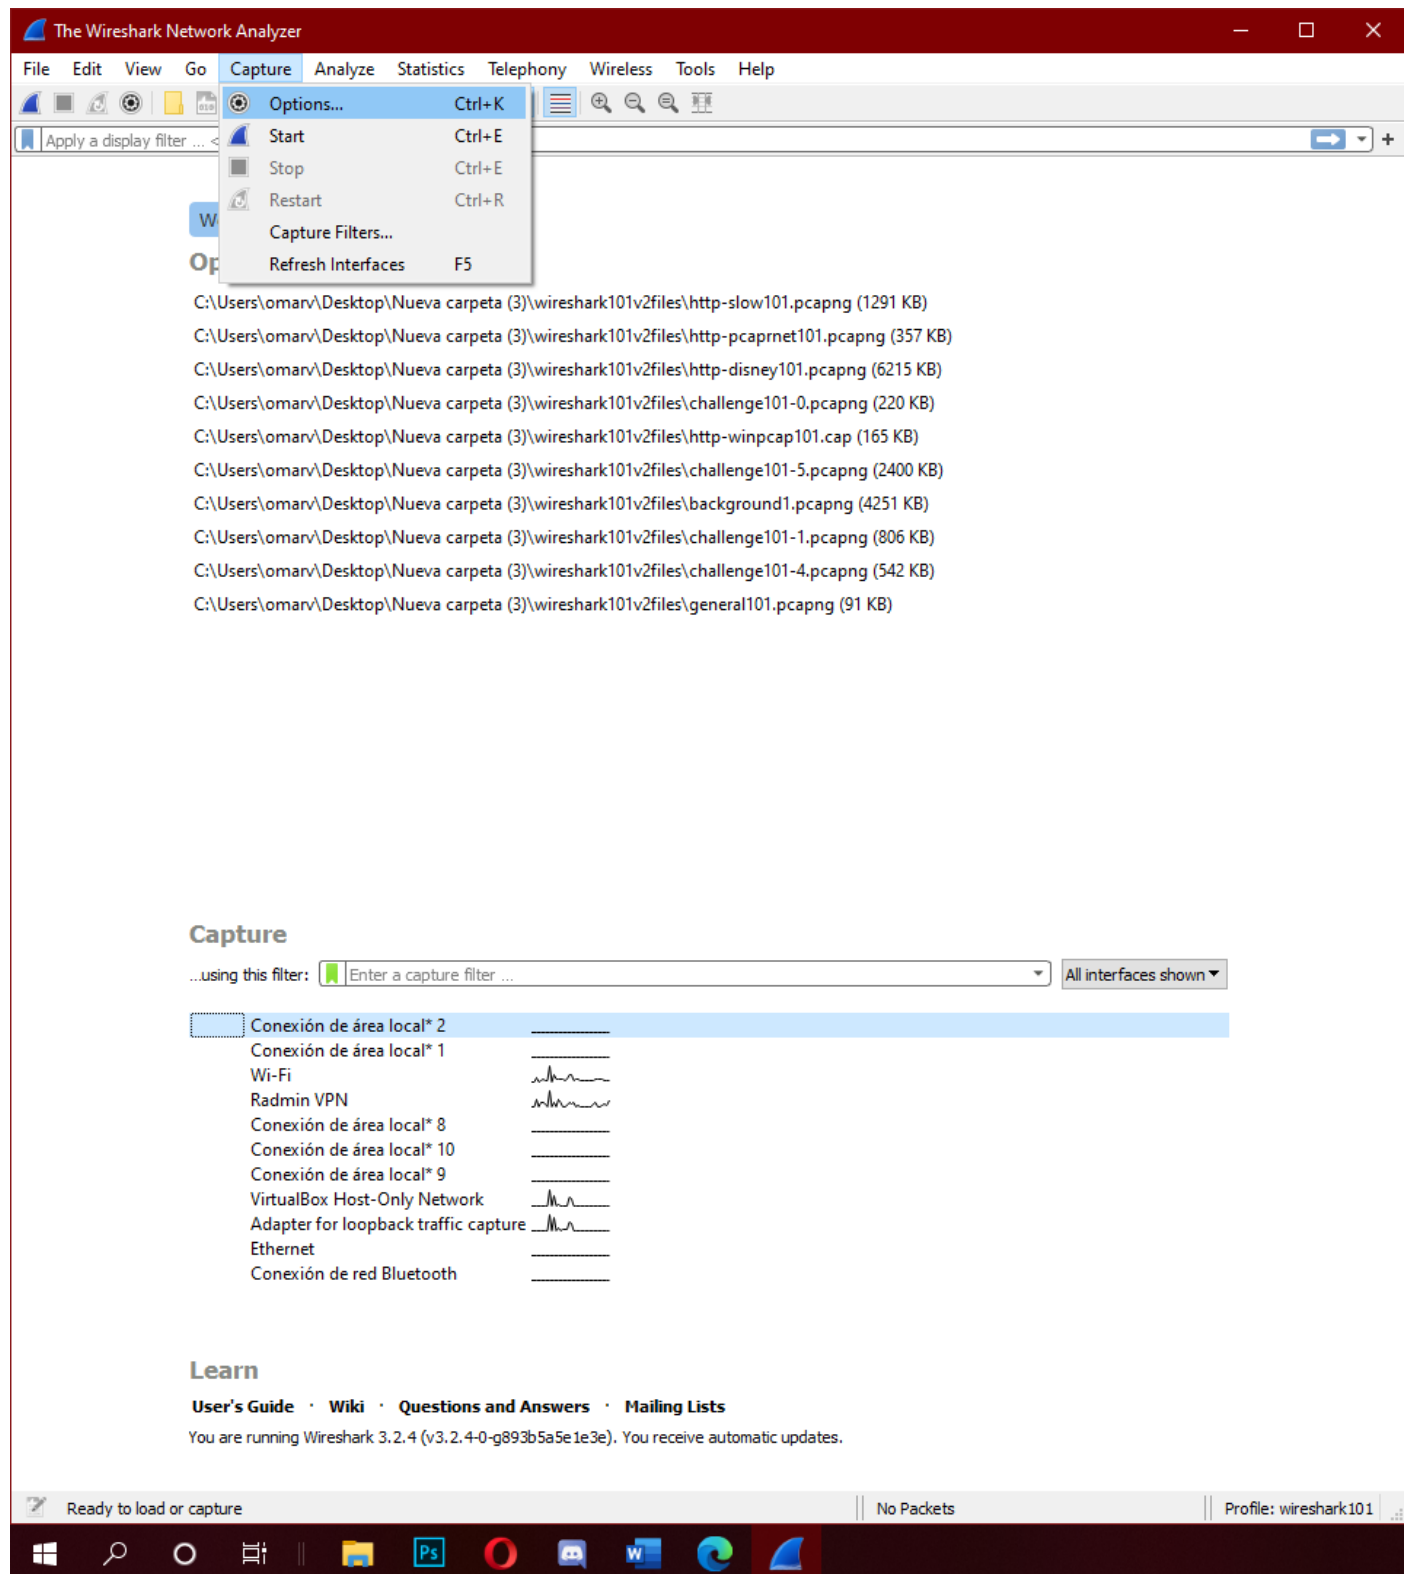 The Wireshark Network Analyzer
File Edit View Go Capture Analyze Statistics Telephony Wireless Tools Help
Options... Ctrl+K
Apply a display filter ... <
Start Ctrl+E
Stop Ctrl+E
Restart Ctrl+R
W
Capture Filters...
Op
Refresh Interfaces F5
C:\Users\omarv\Desktop\Nueva carpeta (3)\wireshark101v2files\http-slow101.pcapng (1291 KB)
C:\Users\omarv\Desktop\Nueva carpeta (3)\wireshark101v2files\http-pcaprnet101.pcapng (357 KB)
C:\Users\omarv\Desktop\Nueva carpeta (3)\wireshark101v2files\http-disney101.pcapng (6215 KB)
C:\Users\omarv\Desktop\Nueva carpeta (3)\wireshark101v2files\challenge101-0.pcapng (220 KB)
C:\Users\omarv\Desktop\Nueva carpeta (3)\wireshark101v2files\http-winpcap101.cap (165 KB)
C:\Users\omarv\Desktop\Nueva carpeta (3)\wireshark101v2files\challenge101-5.pcapng (2400 KB)
C:\Users\omarv\Desktop\Nueva carpeta (3)\wireshark101v2files\background1.pcapng (4251 KB)
C:\Users\omarv\Desktop\Nueva carpeta (3)\wireshark101v2files\challenge101-1.pcapng (806 KB)
C:\Users\omarv\Desktop\Nueva carpeta (3)\wireshark101v2files\challenge101-4.pcapng (542 KB)
C:\Users\omarv\Desktop\Nueva carpeta (3)\wireshark101v2files\general101.pcapng (91 KB)
Capture
...using this filter: Enter a capture filter ... All interfaces shown
Conexión de área local* 2
Conexión de área local* 1
Wi-Fi
Radmin VPN
Conexión de área local* 8
Conexión de área local* 10
Conexión de área local* 9
VirtualBox Host-Only Network
Adapter for loopback traffic capture
Ethernet
Conexión de red Bluetooth
Learn
User's Guide · Wiki · Questions and Answers · Mailing Lists
You are running Wireshark 3.2.4 (v3.2.4-0-g893b5a5e1e3e). You receive automatic updates.
Ready to load or capture No Packets Profile: wireshark101
Ps W